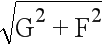 √(G² + F²)